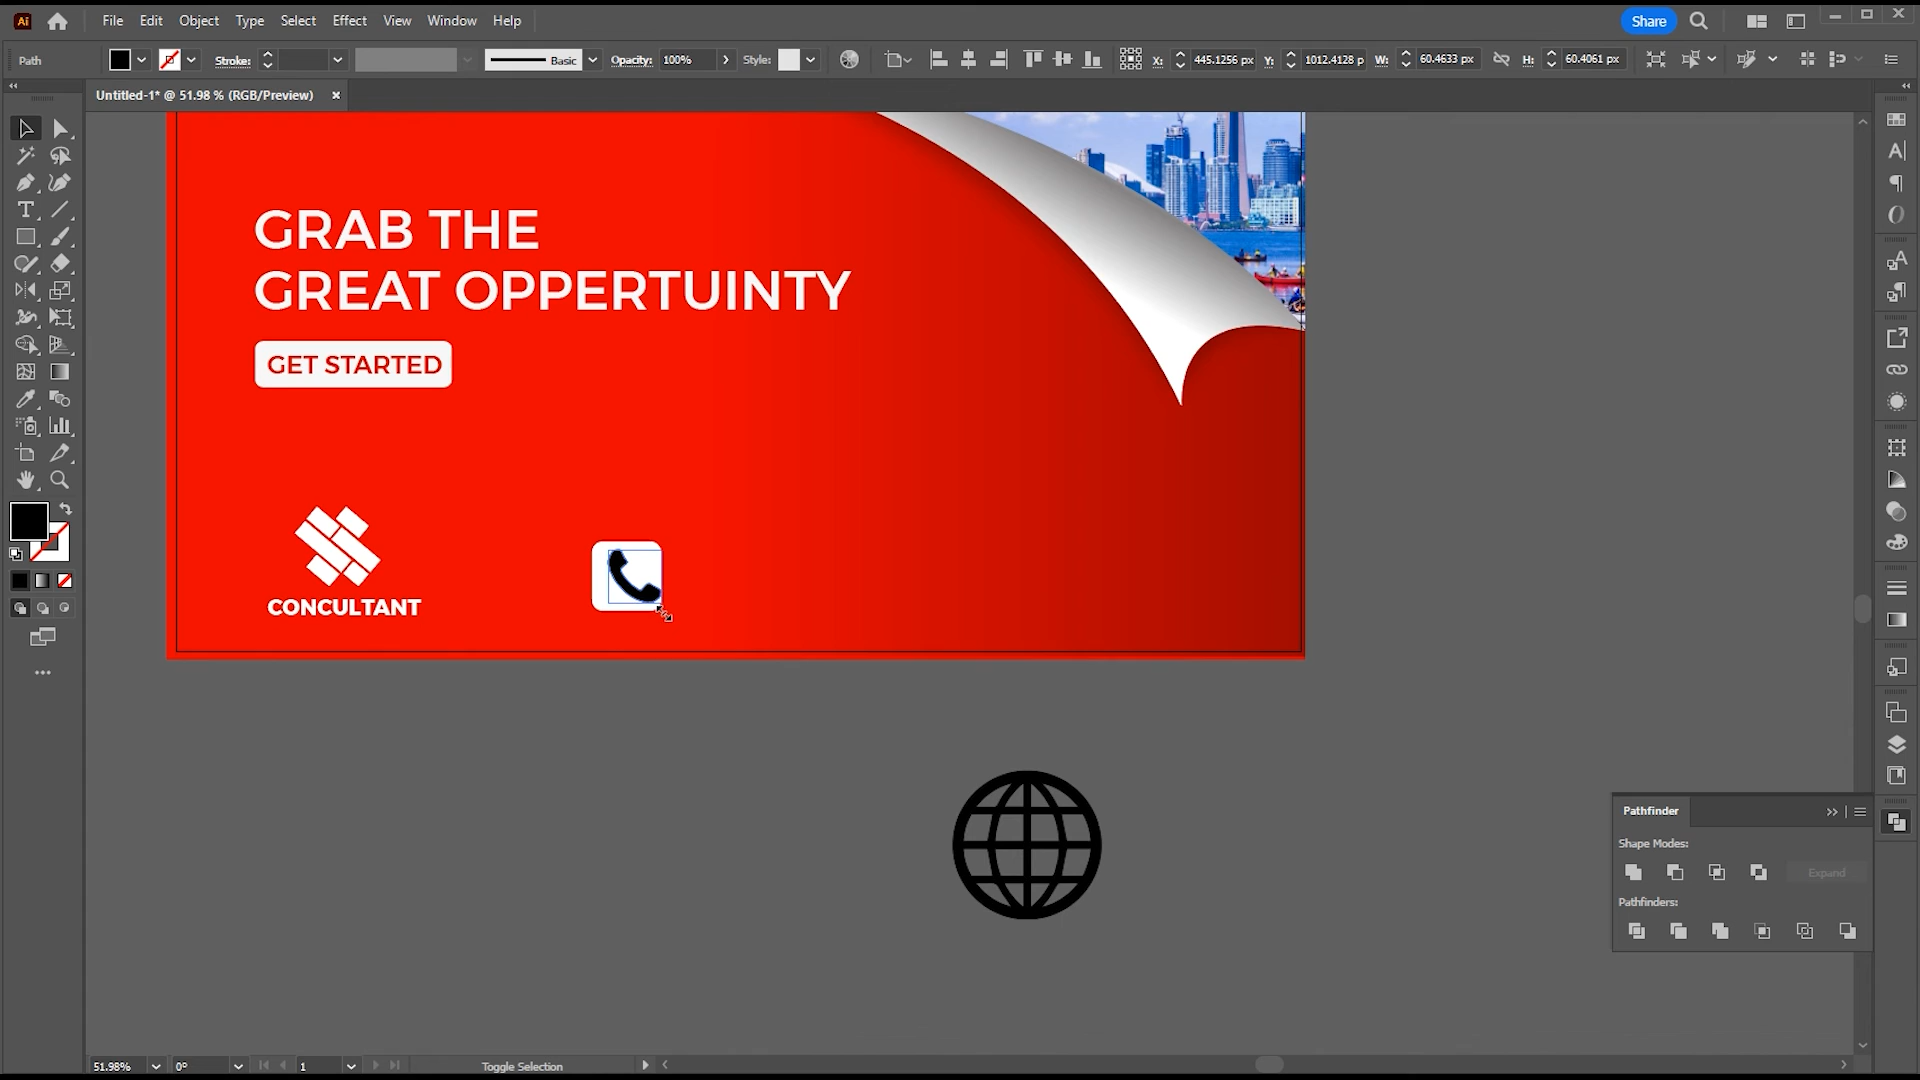 Ai File Edit Object Type Select Effect View Window Help Share
Path Stroke: Basic Opacity: 100% Style: X: 445.1256 px Y: 1012.4128 p W: 60.4633 px H: 60.4061 px
Untitled-1* @ 51.98 % (RGB/Preview)
GRAB THE
GREAT OPPERTUINTY
GET STARTED
CONCULTANT
Pathfinder
Shape Modes:
Expand
Pathfinders:
51.98% 0° 1 Toggle Selection